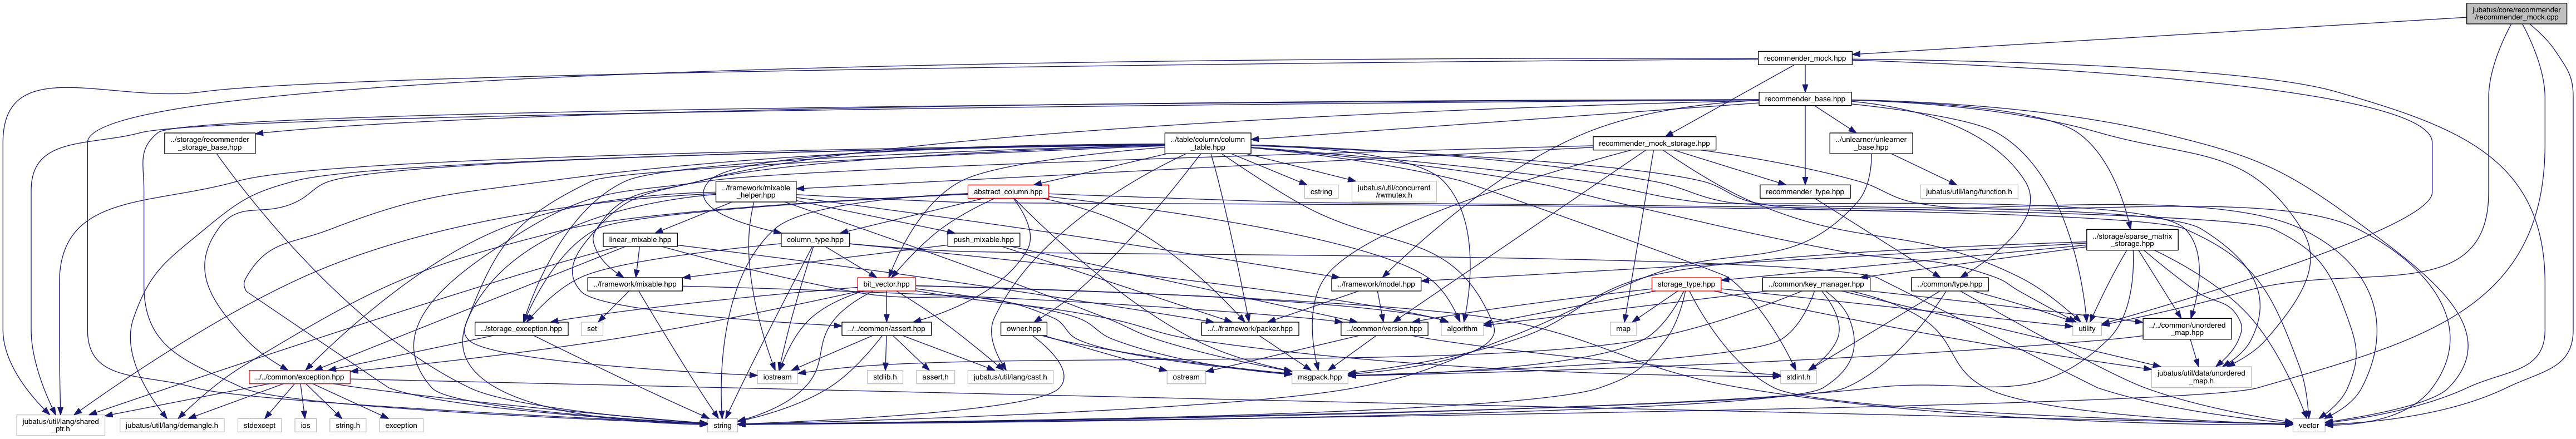 jubatus/core/recommender
/recommender_mock.cpp
recommender_mock.hpp
recommender_base.hpp
../storage/recommender
_storage_base.hpp
../table/column/column
_table.hpp
recommender_mock_storage.hpp
../unlearner/unlearner
_base.hpp
../framework/mixable
_helper.hpp
abstract_column.hpp
cstring
jubatus/util/concurrent
/rwmutex.h
recommender_type.hpp
jubatus/util/lang/function.h
linear_mixable.hpp
column_type.hpp
push_mixable.hpp
../storage/sparse_matrix
_storage.hpp
../framework/mixable.hpp
bit_vector.hpp
../framework/model.hpp
storage_type.hpp
../common/key_manager.hpp
../common/type.hpp
set
../storage_exception.hpp
../../common/assert.hpp
owner.hpp
../../framework/packer.hpp
../common/version.hpp
algorithm
map
utility
../../common/unordered
_map.hpp
../../common/exception.hpp
iostream
stdlib.h
assert.h
jubatus/util/lang/cast.h
ostream
msgpack.hpp
stdint.h
jubatus/util/data/unordered
_map.h
jubatus/util/lang/shared
_ptr.h
jubatus/util/lang/demangle.h
stdexcept
ios
string.h
exception
string
vector